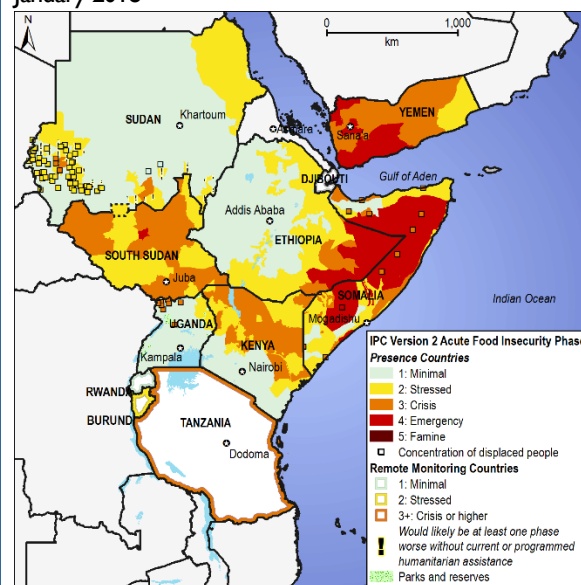 January 2018
N
0 1,000
km
SUDAN
Khartoum
Asmara
YEMEN
Sana'a
DJIBOUTI
Gulf of Aden
Addis Ababa
ETHIOPIA
SOUTH SUDAN
Juba
SOMALIA
Mogadishu
Indian Ocean
UGANDA
KENYA
Kampala
Nairobi
RWANDA
BURUND
TANZANIA
Dodoma
IPC Version 2 Acute Food Insecurity Phase
Presence Countries
1: Minimal
2: Stressed
3: Crisis
4: Emergency
5: Famine
Concentration of displaced people
Remote Monitoring Countries
1: Minimal
2: Stressed
3+: Crisis or higher
! Would likely be at least one phase
worse without current or programmed
humanitarian assistance
Parks and reserves